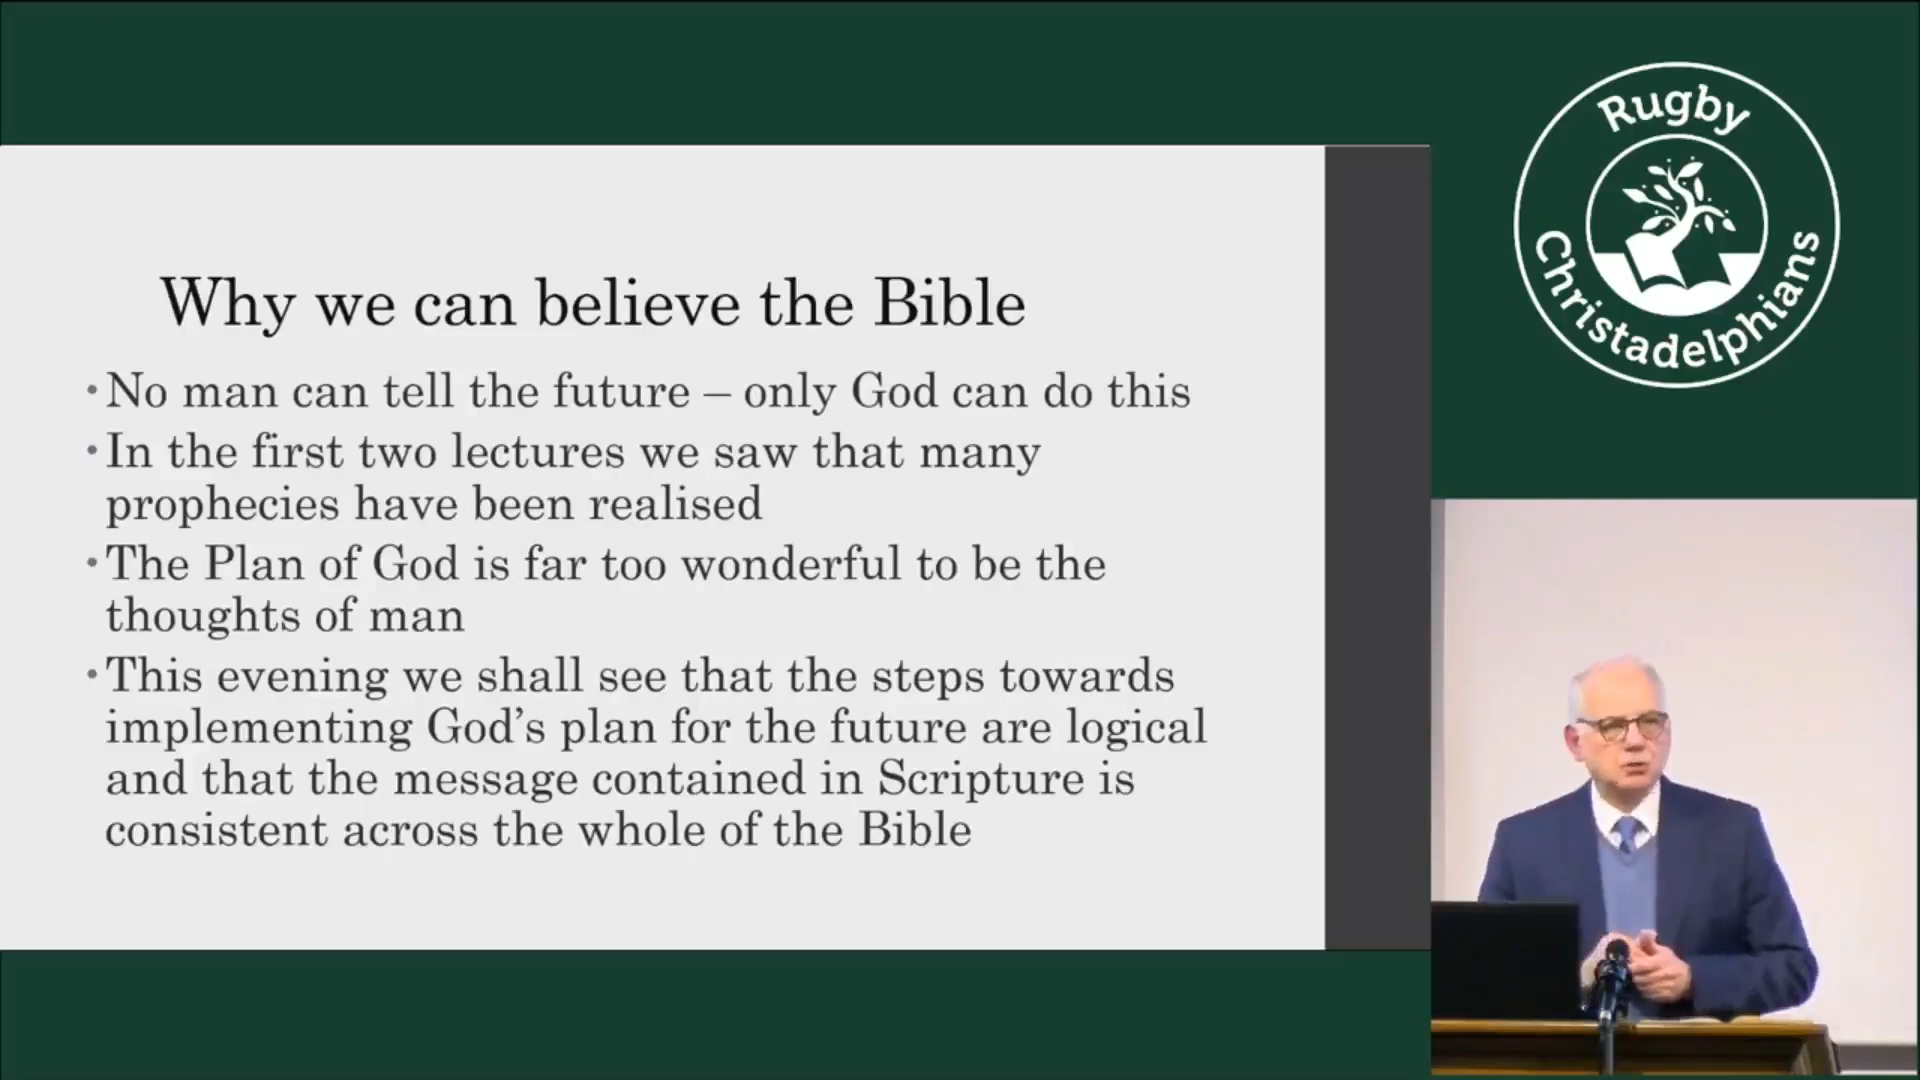 Why we can believe the Bible
•No man can tell the future – only God can do this
•In the first two lectures we saw that many
prophecies have been realised
•The Plan of God is far too wonderful to be the
thoughts of man
•This evening we shall see that the steps towards
implementing God’s plan for the future are logical
and that the message contained in Scripture is
consistent across the whole of the Bible
Rugby
Christadelphians